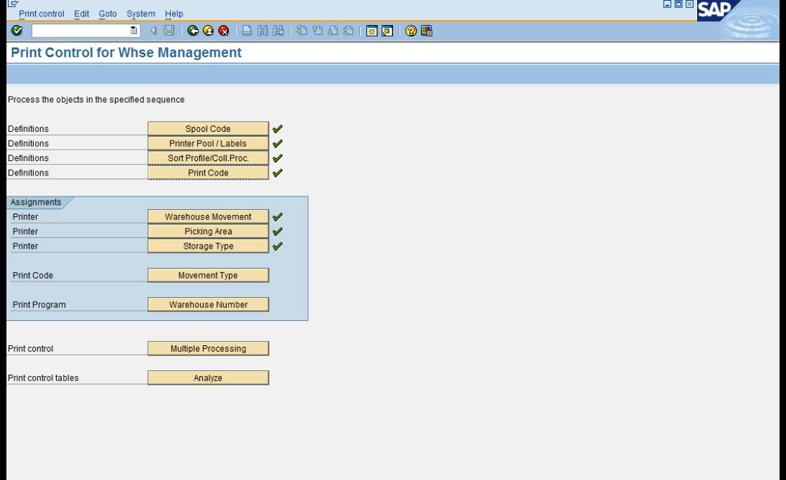 Print control Edit Goto System Help
SAP
Print Control for Whse Management
Process the objects in the specified sequence
Definitions Spool Code
Definitions Printer Pool / Labels
Definitions Sort Profile/Coll.Proc.
Definitions Print Code
Assignments
Printer Warehouse Movement
Printer Picking Area
Printer Storage Type
Print Code Movement Type
Print Program Warehouse Number
Print control Multiple Processing
Print control tables Analyze